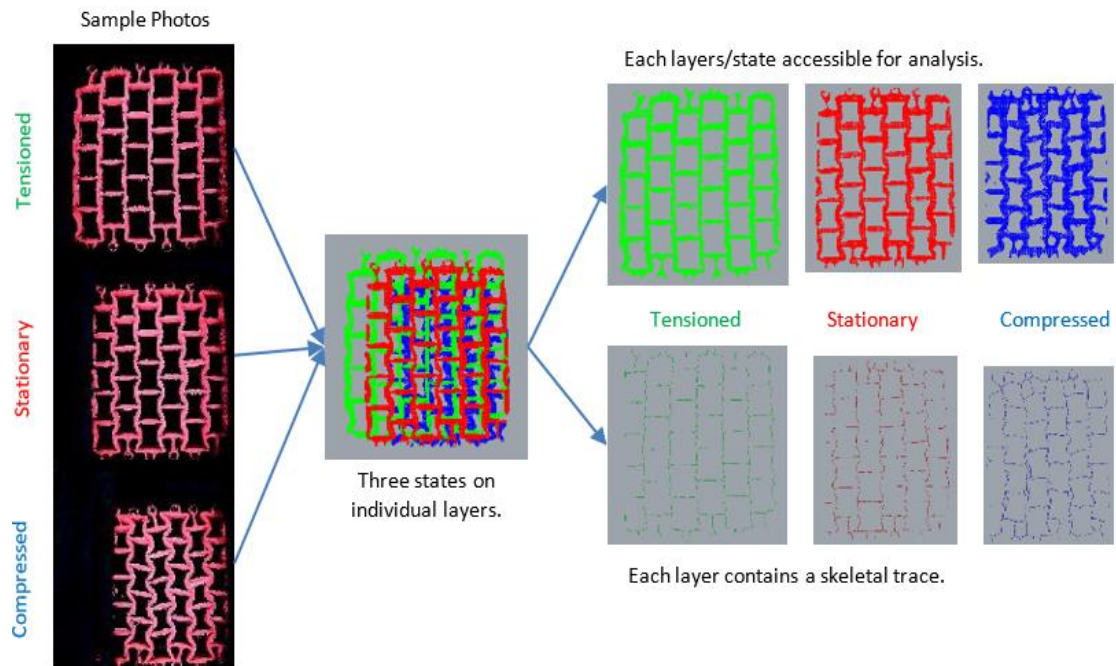 Sample Photos
Tensioned
Stationary
Compressed
Three states on
individual layers.
Each layers/state accessible for analysis.
Tensioned
Stationary
Compressed
Each layer contains a skeletal trace.